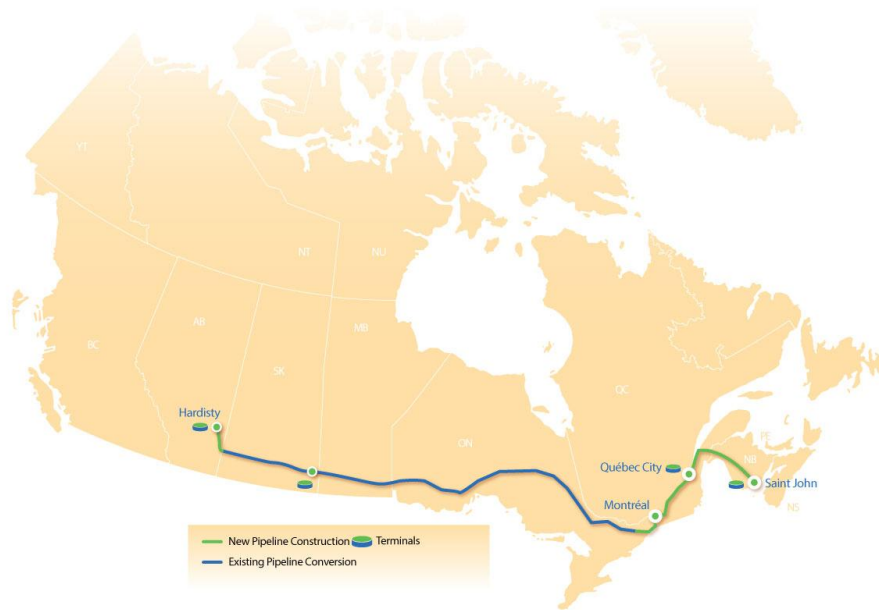 YT
NT
NU
BC
AB
SK
MB
ON
QC
PE
NB
NS
Hardisty
Québec City
Montréal
Saint John
New Pipeline Construction
Terminals
Existing Pipeline Conversion